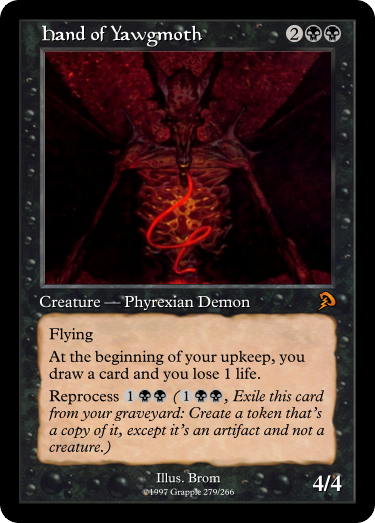 Hand of Yawgmoth 2
Creature — Phyrexian Demon
Flying
At the beginning of your upkeep, you
draw a card and you lose 1 life.
Reprocess 1 (1, Exile this card
from your graveyard: Create a token that's
a copy of it, except it's an artifact and not a
creature.)
Illus. Brom
©1997 Grapple 279/266
4/4